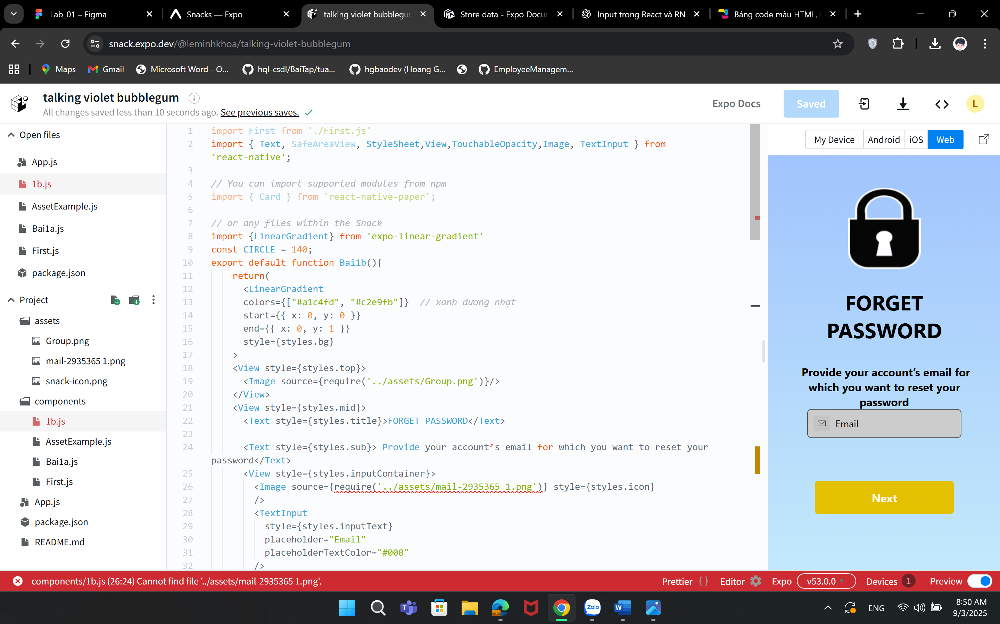 Lab_01 – Figma
Snacks — Expo
talking violet bubblegum
Store data - Expo Docum
Input trong React và RN
Bảng code màu HTML,
snack.expo.dev/@leminhkhoa/talking-violet-bubblegum
Maps
Gmail
Microsoft Word - O...
hql-csdl/BaiTap/tua...
hgbaodev (Hoang G...
EmployeeManagem...
talking violet bubblegum
All changes saved less than 10 seconds ago. See previous saves.
Expo Docs
Saved
L
Open files
App.js
1b.js
AssetExample.js
Bai1a.js
First.js
package.json
Project
assets
Group.png
mail-2935365 1.png
snack-icon.png
components
1b.js
AssetExample.js
Bai1a.js
First.js
App.js
package.json
README.md
1 import First from './First.js'
2 import { Text, SafeAreaView, StyleSheet,View,TouchableOpacity,Image, TextInput } from
'react-native';
3
4 // You can import supported modules from npm
5 import { Card } from 'react-native-paper';
6
7 // or any files within the Snack
8 import {LinearGradient} from 'expo-linear-gradient'
9 const CIRCLE = 140;
10 export default function Bai1b(){
11 return(
12 <LinearGradient
13 colors={["#a1c4fd", "#c2e9fb"]} // xanh dương nhạt
14 start={{ x: 0, y: 0 }}
15 end={{ x: 0, y: 1 }}
16 style={styles.bg}
17 >
18 <View style={styles.top}>
19 <Image source={require('../assets/Group.png')}/>
20 </View>
21 <View style={styles.mid}>
22 <Text style={styles.title}>FORGET PASSWORD</Text>
23
24 <Text style={styles.sub}> Provide your account’s email for which you want to reset your
password</Text>
25 <View style={styles.inputContainer}>
26 <Image source={require('../assets/mail-2935365 1.png')} style={styles.icon}
27 />
28 <TextInput
29 style={styles.inputText}
30 placeholder="Email"
31 placeholderTextColor="#000"
32 />
My Device
Android
iOS
Web
FORGET
PASSWORD
Provide your account’s email for
which you want to reset your
password
Email
Next
components/1b.js (26:24) Cannot find file '../assets/mail-2935365 1.png'.
Prettier { }
Editor
Expo
v53.0.0
Devices 1
Preview
Zalo
ENG
8:50 AM
9/3/2025